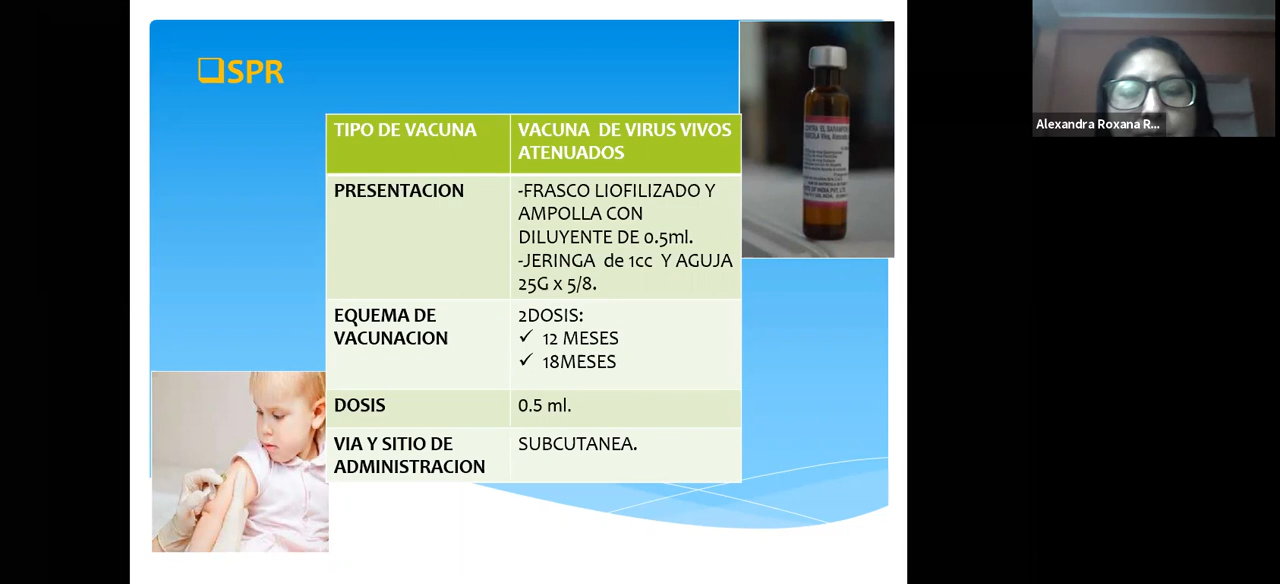 SPR
TIPO DE VACUNA
VACUNA DE VIRUS VIVOS
ATENUADOS
PRESENTACION
-FRASCO LIOFILIZADO Y
AMPOLLA CON
DILUYENTE DE 0.5ml.
-JERINGA de 1cc Y AGUJA
25G x 5/8.
EQUEMA DE
VACUNACION
2DOSIS:
✓ 12 MESES
✓ 18MESES
DOSIS
0.5 ml.
VIA Y SITIO DE
ADMINISTRACION
SUBCUTANEA.
Alexandra Roxana R...